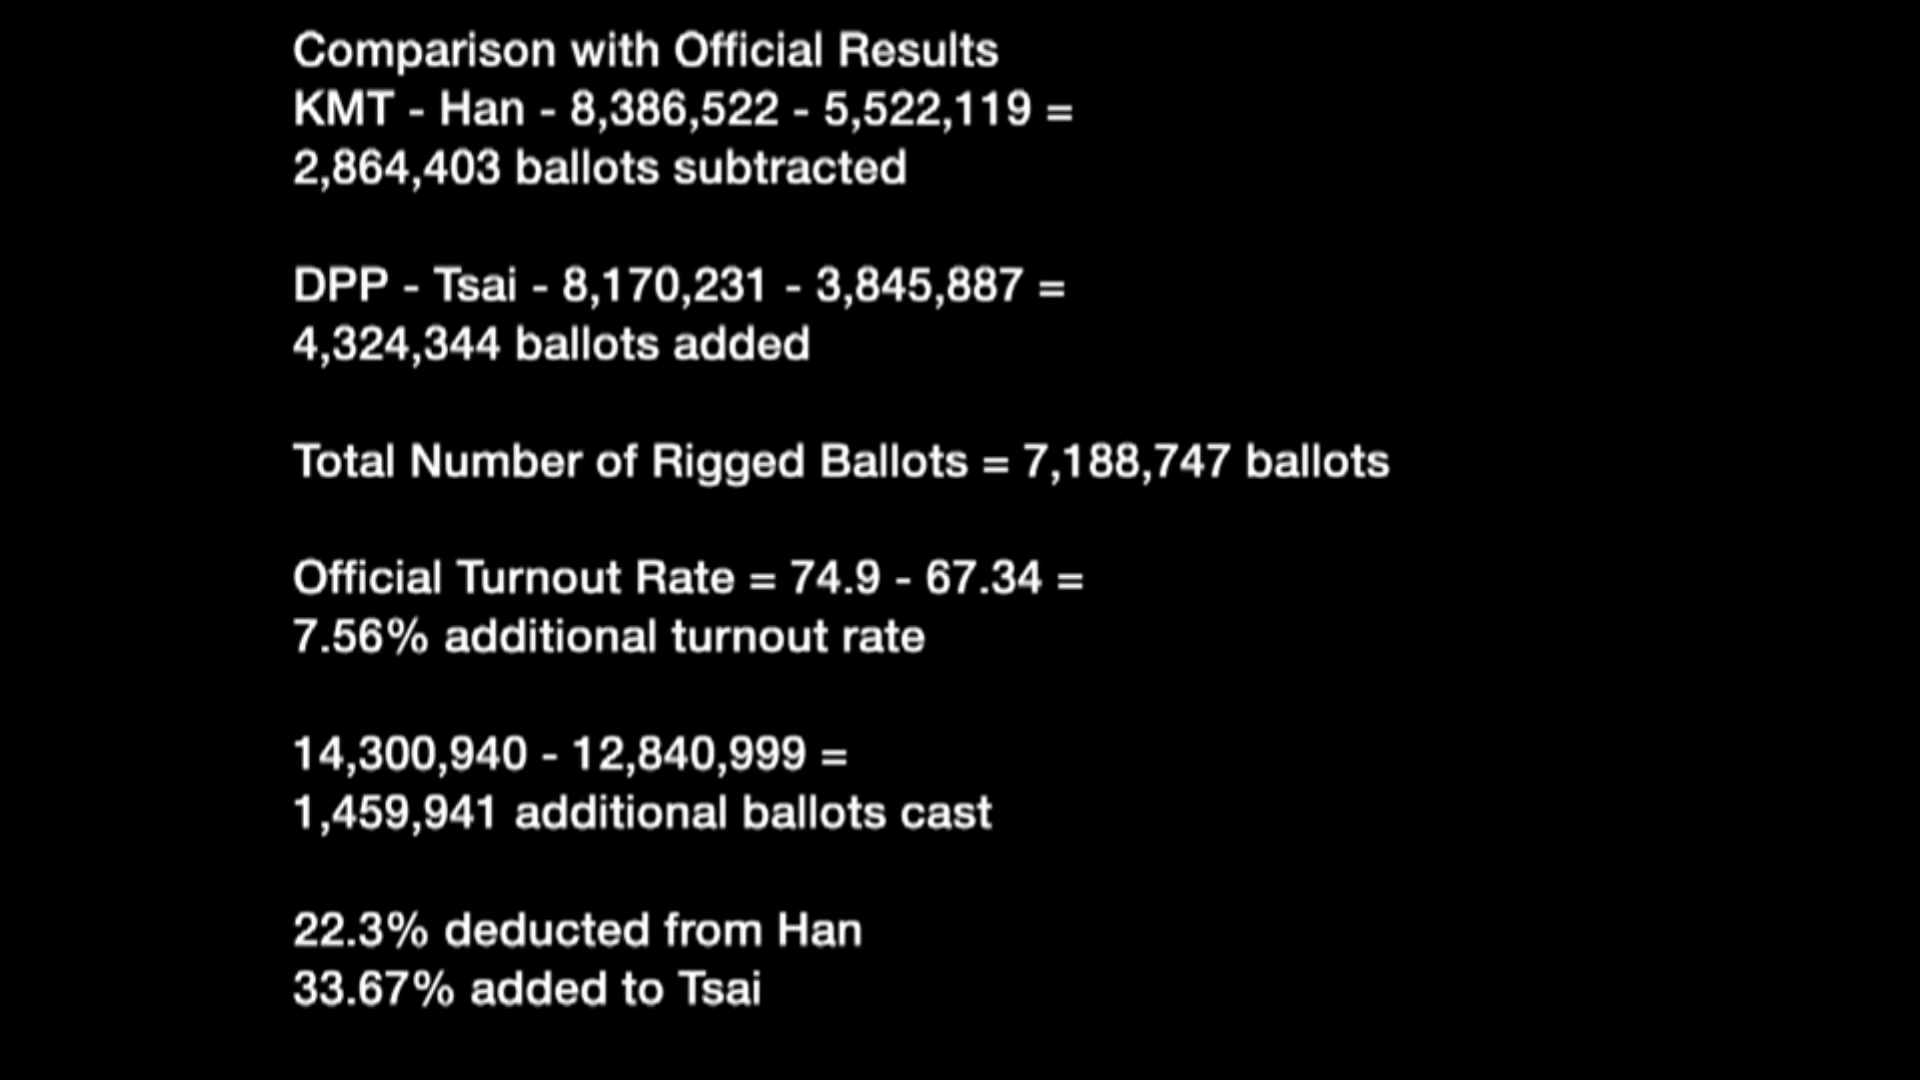 Comparison with Official Results
KMT - Han - 8,386,522 - 5,522,119 =
2,864,403 ballots subtracted
DPP - Tsai - 8,170,231 - 3,845,887 =
4,324,344 ballots added
Total Number of Rigged Ballots = 7,188,747 ballots
Official Turnout Rate = 74.9 - 67.34 =
7.56% additional turnout rate
14,300,940 - 12,840,999 =
1,459,941 additional ballots cast
22.3% deducted from Han
33.67% added to Tsai